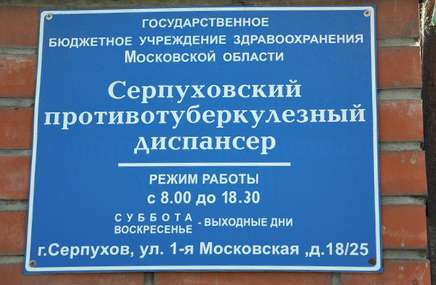 ГОСУДАРСТВЕННОЕ
БЮДЖЕТНОЕ УЧРЕЖДЕНИЕ ЗДРАВООХРАНЕНИЯ
МОСКОВСКОЙ ОБЛАСТИ
Серпуховский
противотуберкулезный
диспансер
РЕЖИМ РАБОТЫ
с 8.00 до 18.30
СУББОТА
ВОСКРЕСЕНЬЕ - ВЫХОДНЫЕ ДНИ
г.Серпухов, ул. 1-я Московская ,д.18/25